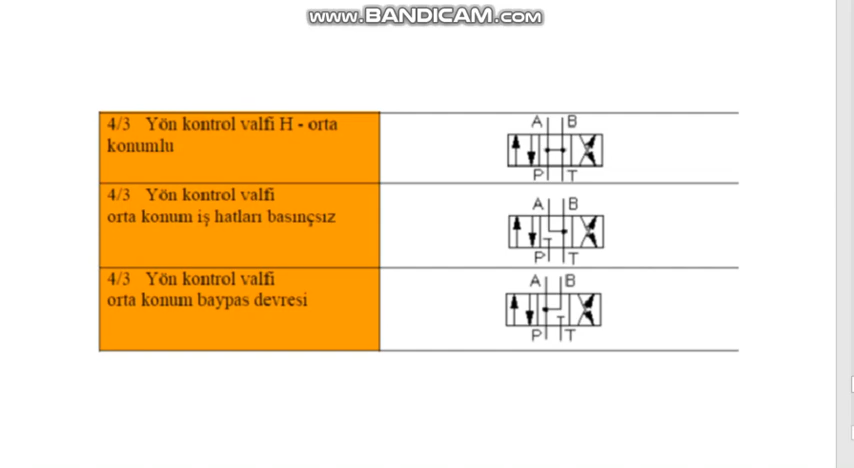 www.BANDICAM.com
4/3 Yön kontrol valfi H - orta
konumlu
A B
P T
4/3 Yön kontrol valfi
orta konum iş hatları basınçsız
A B
P T
4/3 Yön kontrol valfi
orta konum baypas devresi
A B
P T